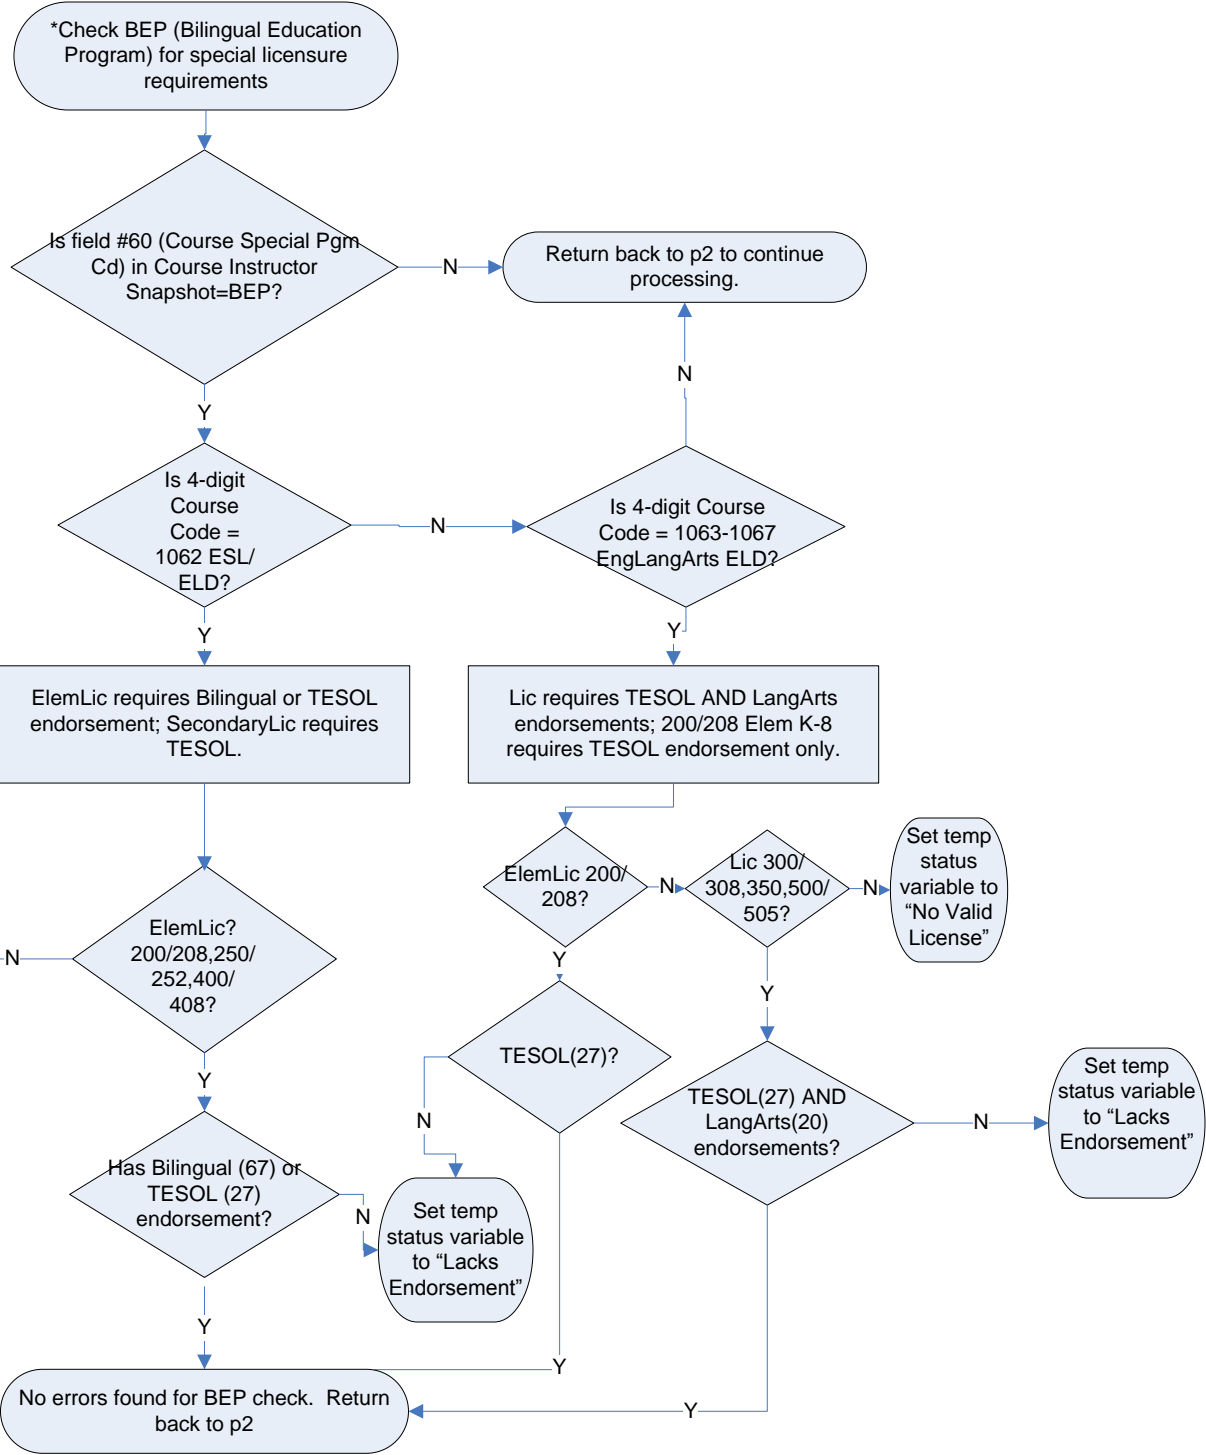 *Check BEP (Bilingual Education
Program) for special licensure
requirements
Is field #60 (Course Special Pgm
Cd) in Course Instructor
Snapshot=BEP?
N
Return back to p2 to continue
processing.
N
Y
Is 4-digit
Course
Code =
1062 ESL/
ELD?
N
Is 4-digit Course
Code = 1063-1067
EngLangArts ELD?
Y
Y
ElemLic requires Bilingual or TESOL
endorsement; SecondaryLic requires
TESOL.
Lic requires TESOL AND LangArts
endorsements; 200/208 Elem K-8
requires TESOL endorsement only.
ElemLic 200/
208?
N
Lic 300/
308,350,500/
505?
N
Set temp
status
variable to
“No Valid
License”
ElemLic?
200/208,250/
252,400/
408?
N
Y
Y
Y
TESOL(27)?
TESOL(27) AND
LangArts(20)
endorsements?
N
Set temp
status variable
to “Lacks
Endorsement”
N
Has Bilingual (67) or
TESOL (27)
endorsement?
N
Set temp
status variable
to “Lacks
Endorsement”
Y
Y
Y
No errors found for BEP check.  Return
back to p2